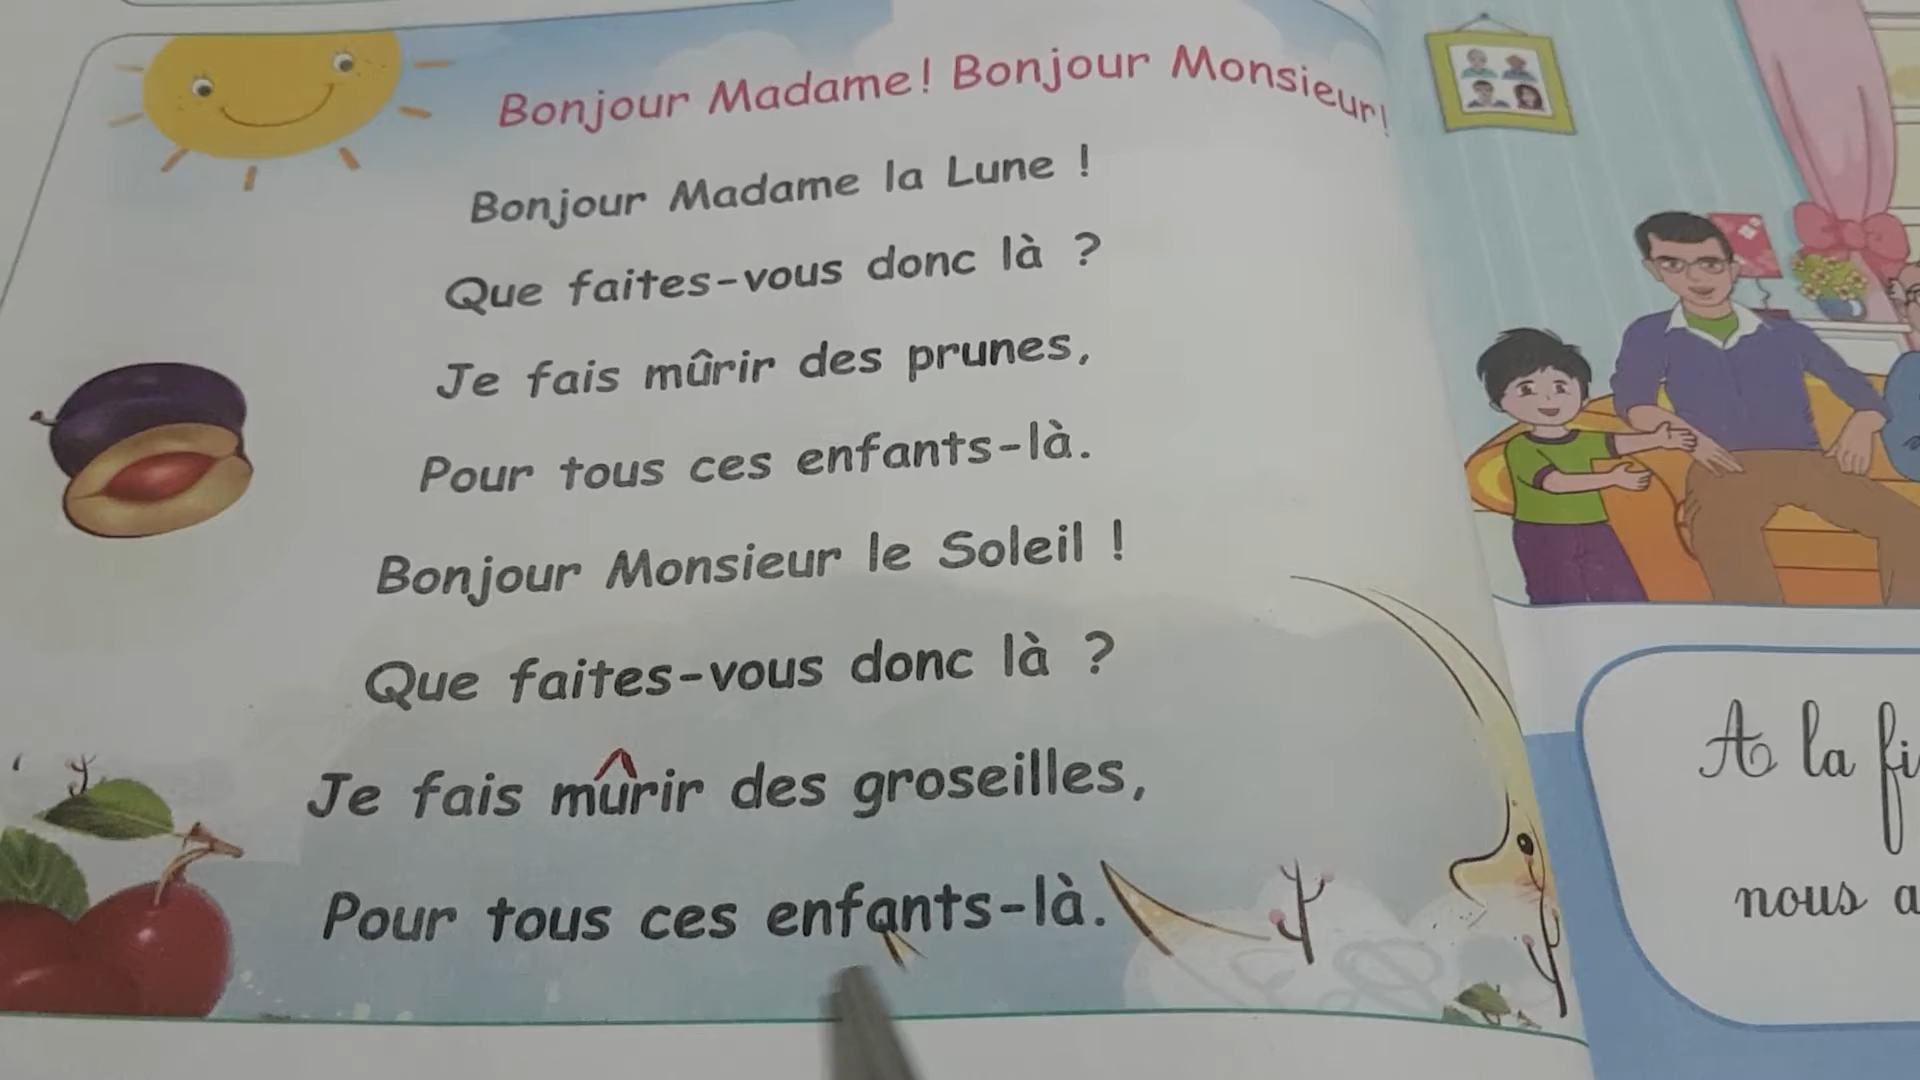 Bonjour Madame! Bonjour Monsieur!
Bonjour Madame la Lune !
Que faites-vous donc là ?
Je fais mûrir des prunes,
Pour tous ces enfants-là.
Bonjour Monsieur le Soleil !
Que faites-vous donc là ?
Je fais mûrir des groseilles,
Pour tous ces enfants-là.
A la fi
nous a